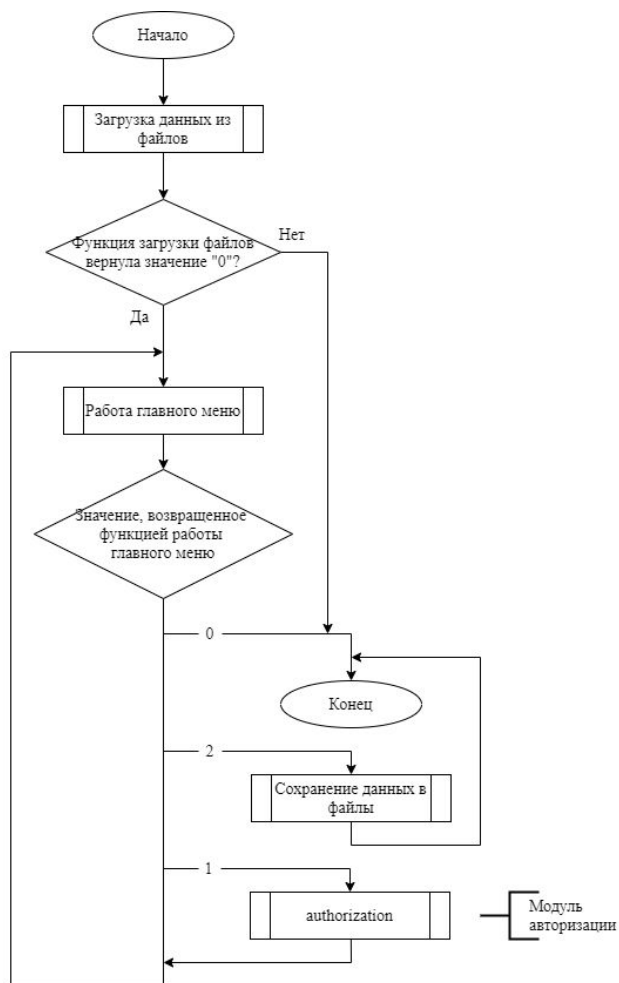 Начало
Загрузка данных из
файлов
Функция загрузки файлов
вернула значение "0"?
Нет
Да
Работа главного меню
Значение, возвращенное
функцией работы
главного меню
0
Конец
2
Сохранение данных в
файлы
1
authorization
Модуль
авторизации